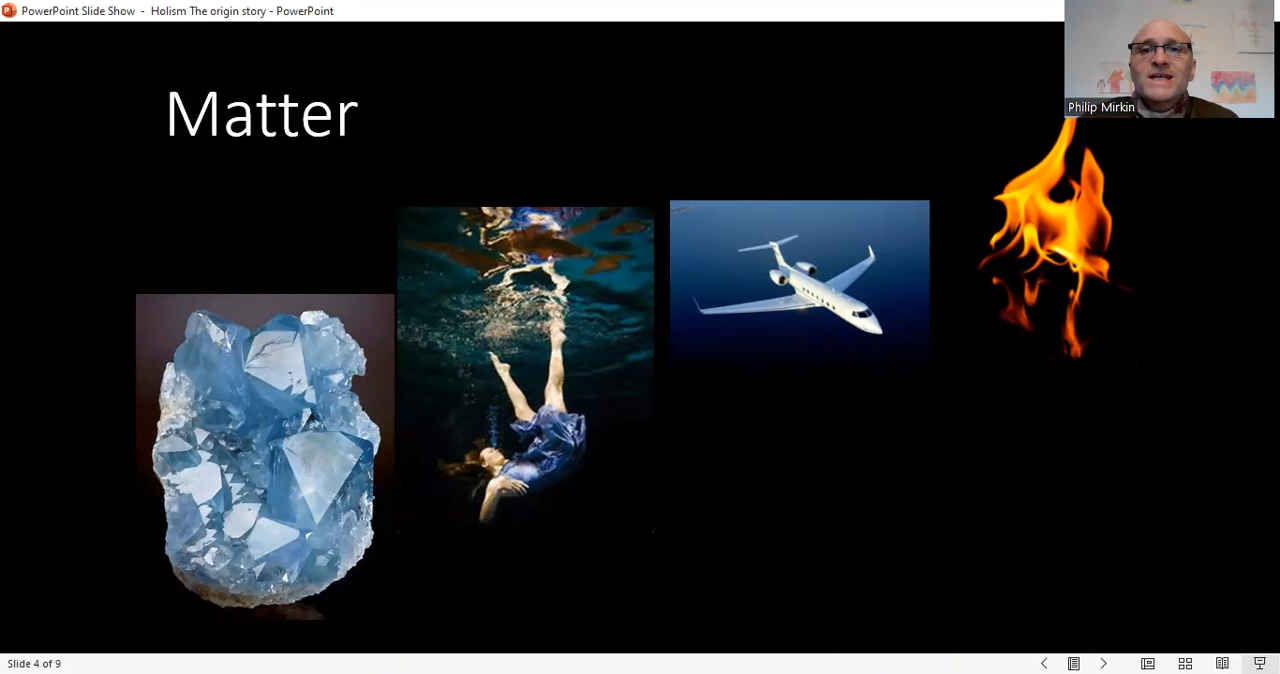 PowerPoint Slide Show - Holism The origin story - PowerPoint
Philip Mirkin
Matter
Slide 4 of 9